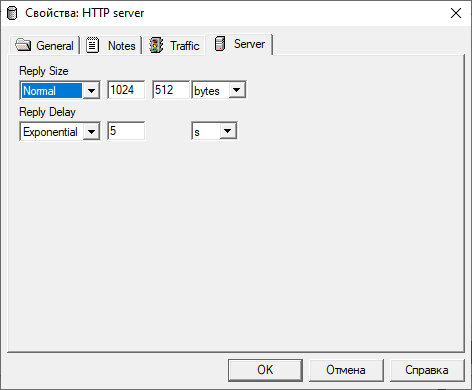 Свойства: HTTP server
General Notes Traffic Server
Reply Size
Normal 1024 512 bytes
Reply Delay
Exponential 5 s
OK Отмена Справка